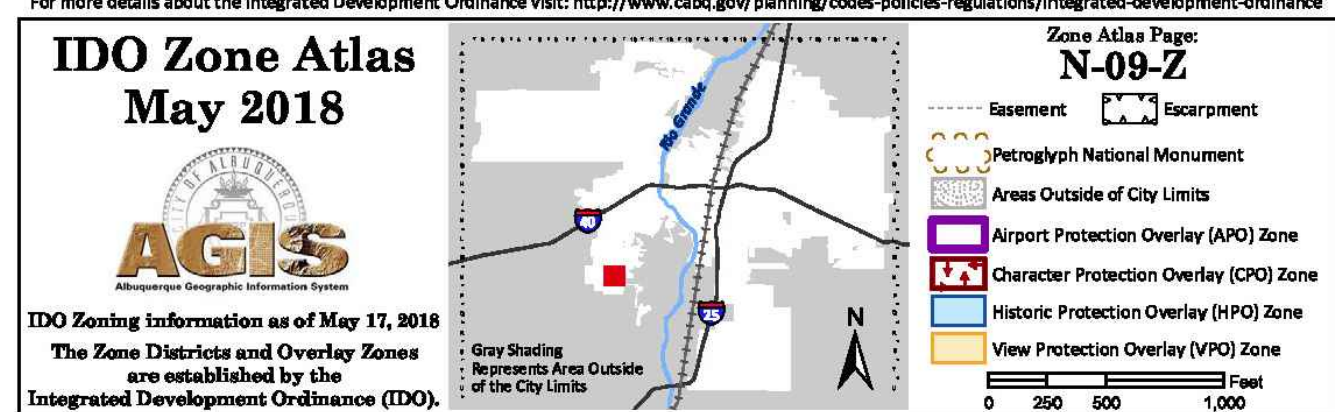 For more details about the Integrated Development Ordinance visit: http://www.cabq.gov/planning/codes-policies-regulations/integrated-development-ordinance
IDO Zone Atlas
May 2018
CITY OF ALBUQUERQUE
AGIS
Albuquerque Geographic Information System
IDO Zoning information as of May 17, 2018
The Zone Districts and Overlay Zones
are established by the
Integrated Development Ordinance (IDO).
Rio Grande
40
25
Gray Shading
Represents Area Outside
of the City Limits
N
Zone Atlas Page:
N-09-Z
Easement
Escarpment
Petroglyph National Monument
Areas Outside of City Limits
Airport Protection Overlay (APO) Zone
Character Protection Overlay (CPO) Zone
Historic Protection Overlay (HPO) Zone
View Protection Overlay (VPO) Zone
Feet
0 250 500 1,000